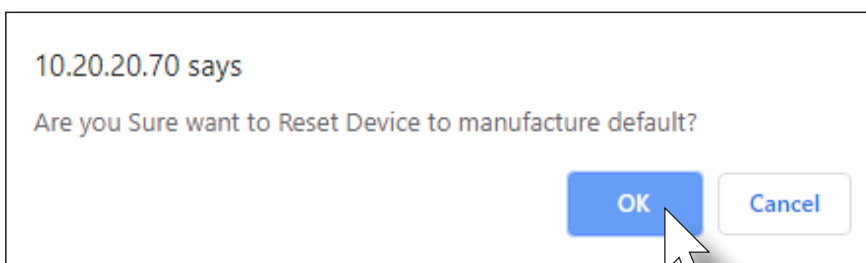 10.20.20.70 says
Are you Sure want to Reset Device to manufacture default?
OK Cancel